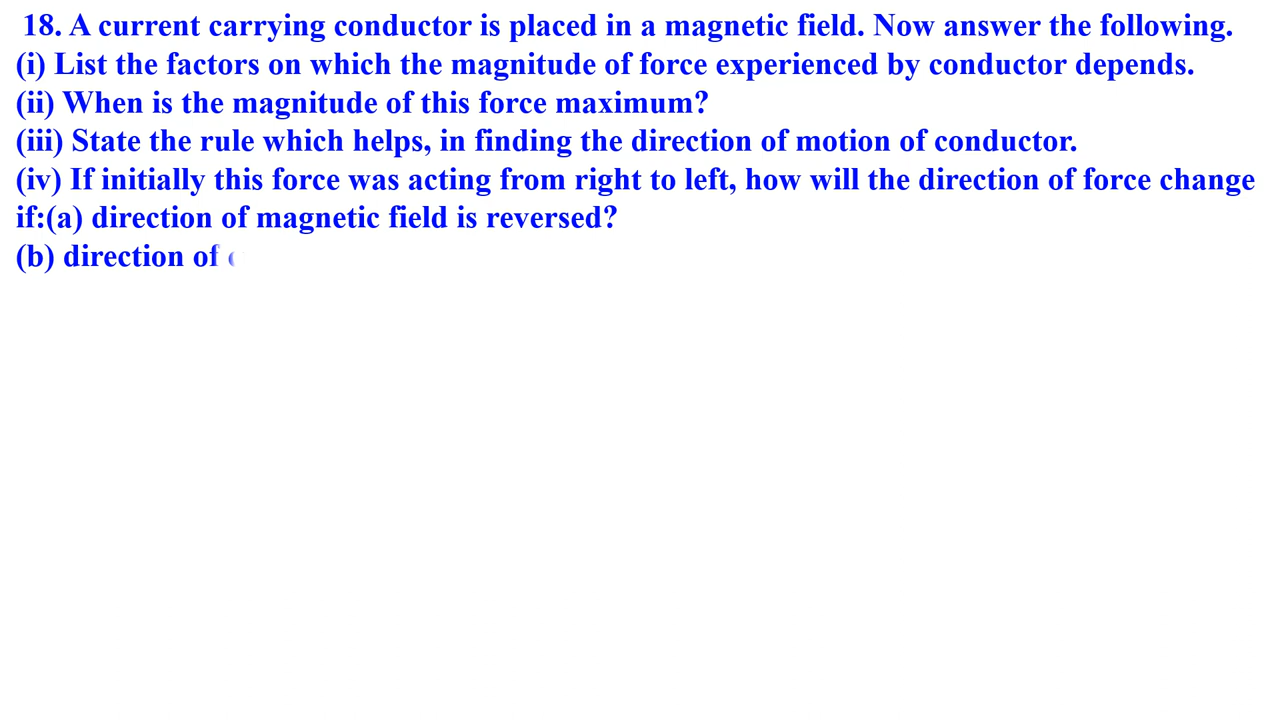 18. A current carrying conductor is placed in a magnetic field. Now answer the following.
(i) List the factors on which the magnitude of force experienced by conductor depends.
(ii) When is the magnitude of this force maximum?
(iii) State the rule which helps, in finding the direction of motion of conductor.
(iv) If initially this force was acting from right to left, how will the direction of force change
if:(a) direction of magnetic field is reversed?
(b) direction of